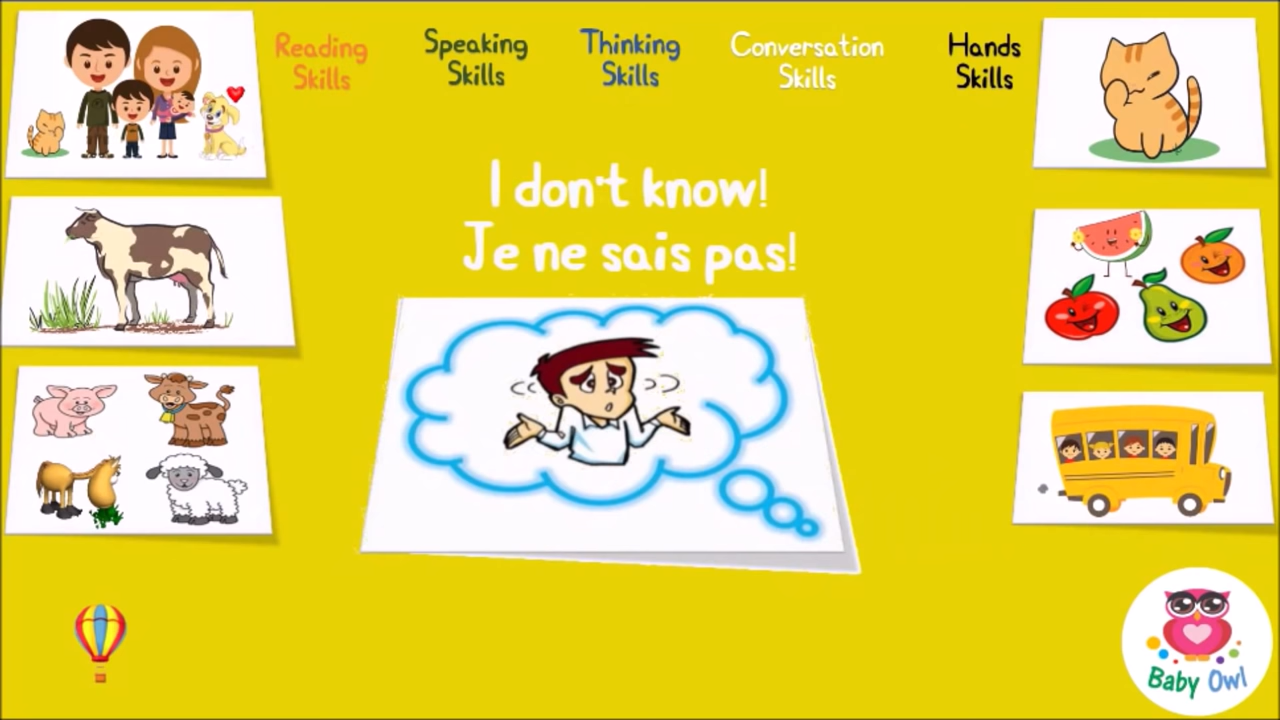 Reading
Skills
Speaking
Skills
Thinking
Skills
Conversation
Skills
Hands
Skills
I don't know!
Je ne sais pas!
Baby Owl